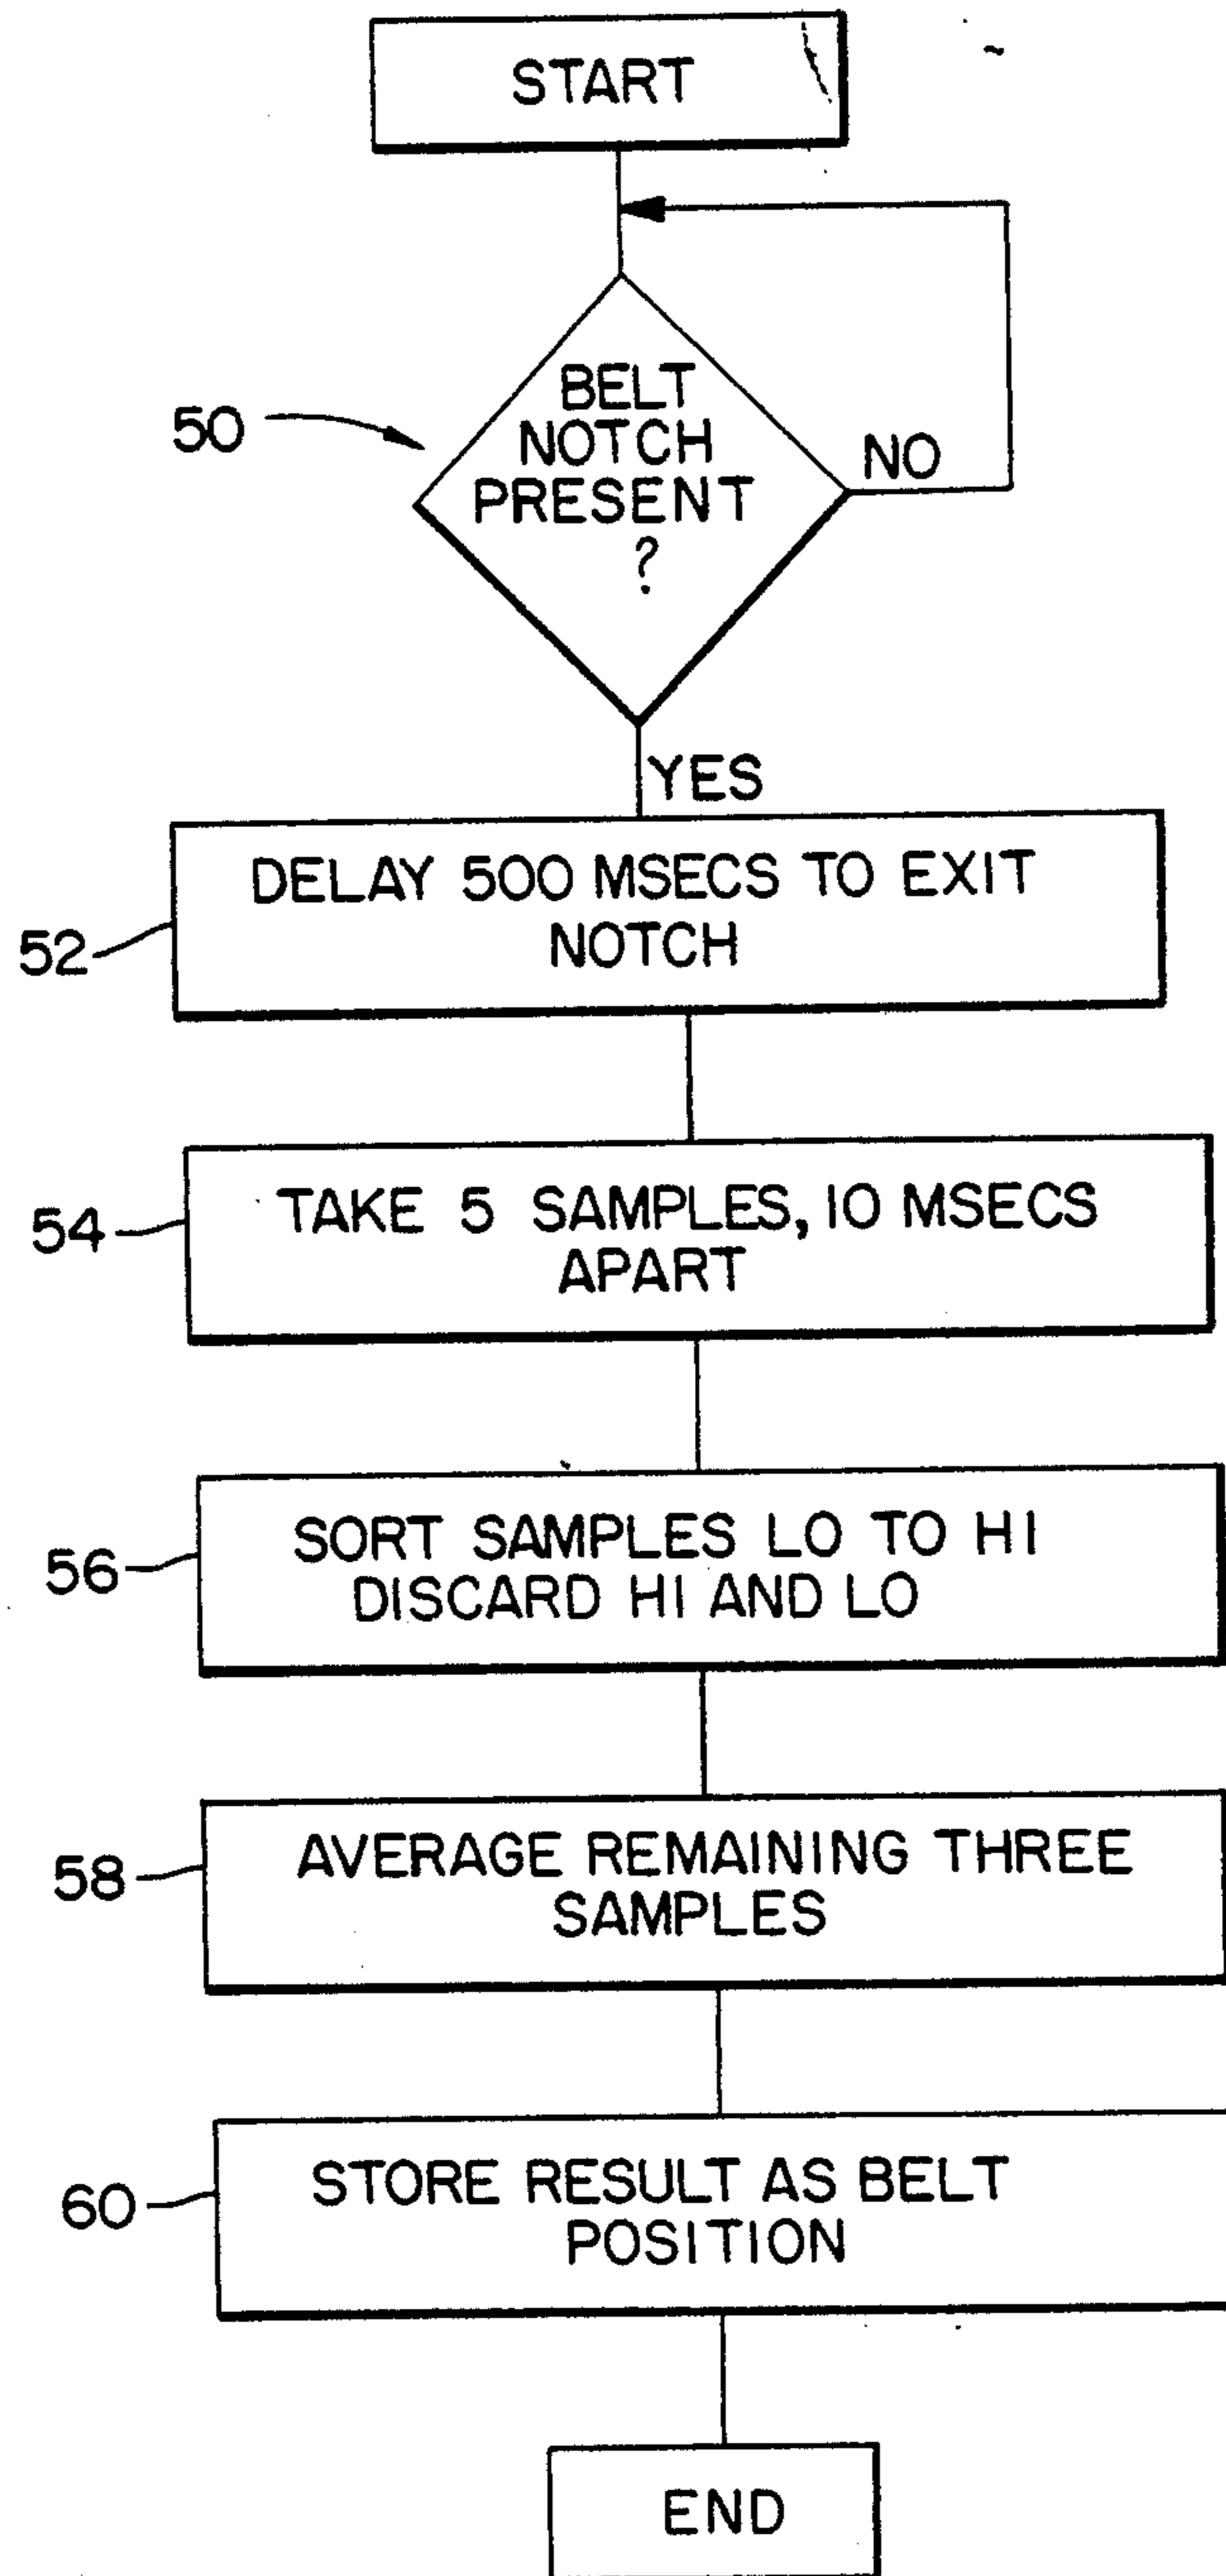 START
BELT
NOTCH
PRESENT
?
50
NO
YES
DELAY 500 MSECS TO EXIT
NOTCH
52
TAKE 5 SAMPLES, 10 MSECS
APART
54
SORT SAMPLES LO TO HI
DISCARD HI AND LO
56
AVERAGE REMAINING THREE
SAMPLES
58
STORE RESULT AS BELT
POSITION
60
END